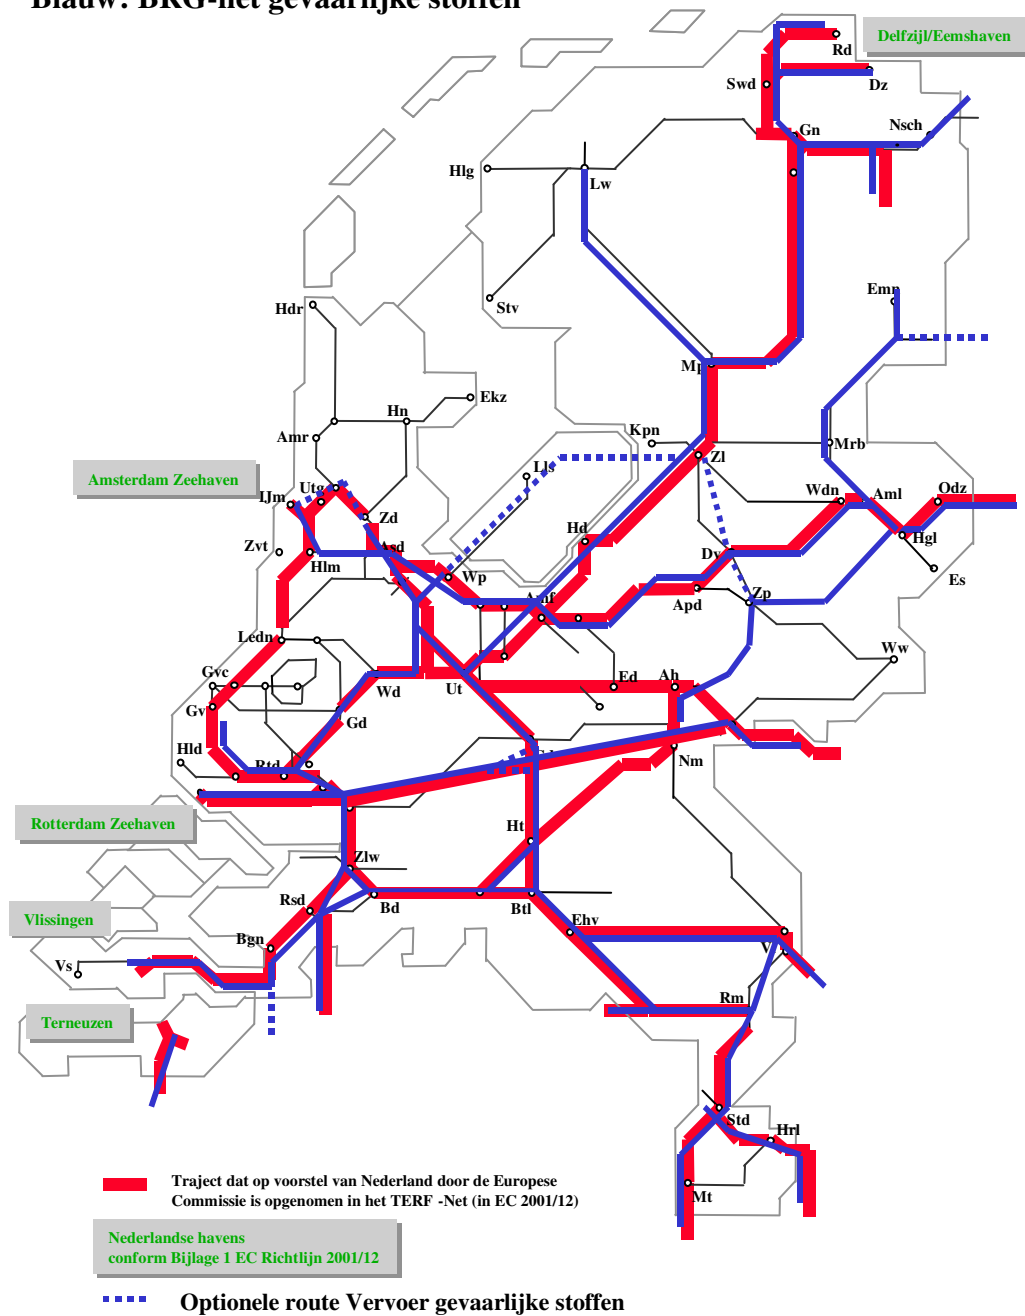 Blauw: BRG-net gevaarlijke stoffen
Delfzijl/Eemshaven
Rd
Swd
Dz
Gn
Nsch
Hlg
Lw
Stv
Emn
Hdr
Mp
Ekz
Hn
Amr
Kpn
Zl
Mrb
Amsterdam Zeehaven
Lls
IJm
Utg
Zd
Wdn
Aml
Odz
Hd
Hgl
Zvt
Hlm
Asd
Wp
Dv
Es
Amf
Apd
Zp
Ledn
Ww
Gvc
Wd
Ut
Ed
Ah
Gv
Gd
Hld
Rtd
Nm
Rotterdam Zeehaven
Ht
Zlw
Vlissingen
Rsd
Bd
Btl
Ehv
Bgn
Vs
Rm
Terneuzen
Std
Hrl
Mt
Traject dat op voorstel van Nederland door de Europese
Commissie is opgenomen in het TERF -Net (in EC 2001/12)
Nederlandse havens
conform Bijlage 1 EC Richtlijn 2001/12
Optionele route Vervoer gevaarlijke stoffen